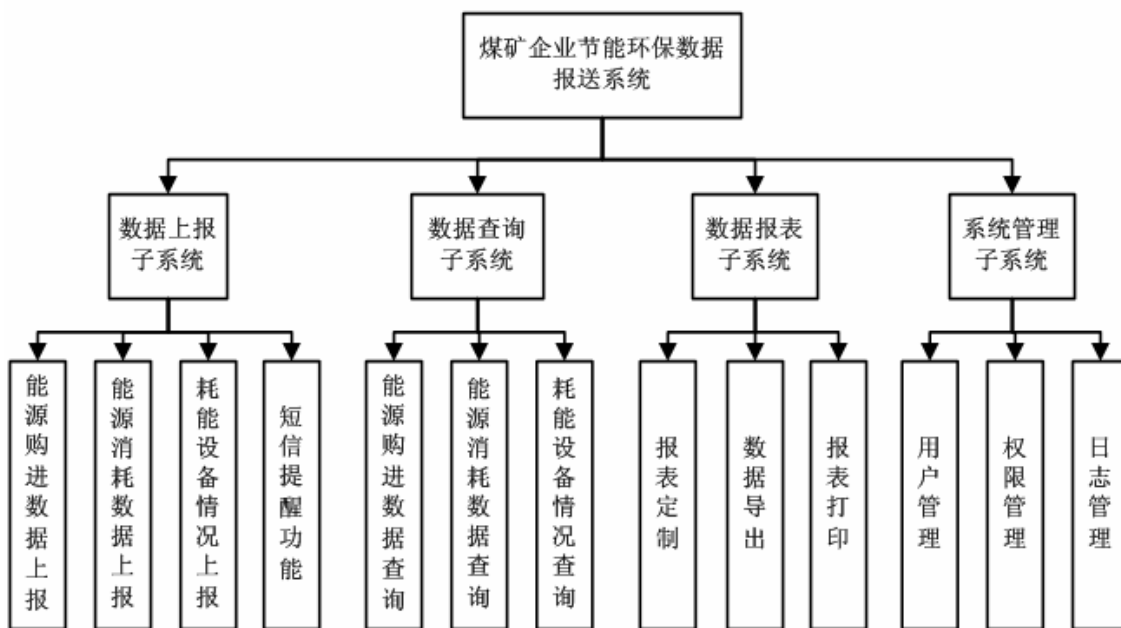 煤矿企业节能环保数据
报送系统
数据上报
子系统
数据查询
子系统
数据报表
子系统
系统管理
子系统
能源购进数据上报
能源消耗数据上报
耗能设备情况上报
短信提醒功能
能源购进数据查询
能源消耗数据查询
耗能设备情况查询
报表定制
数据导出
报表打印
用户管理
权限管理
日志管理